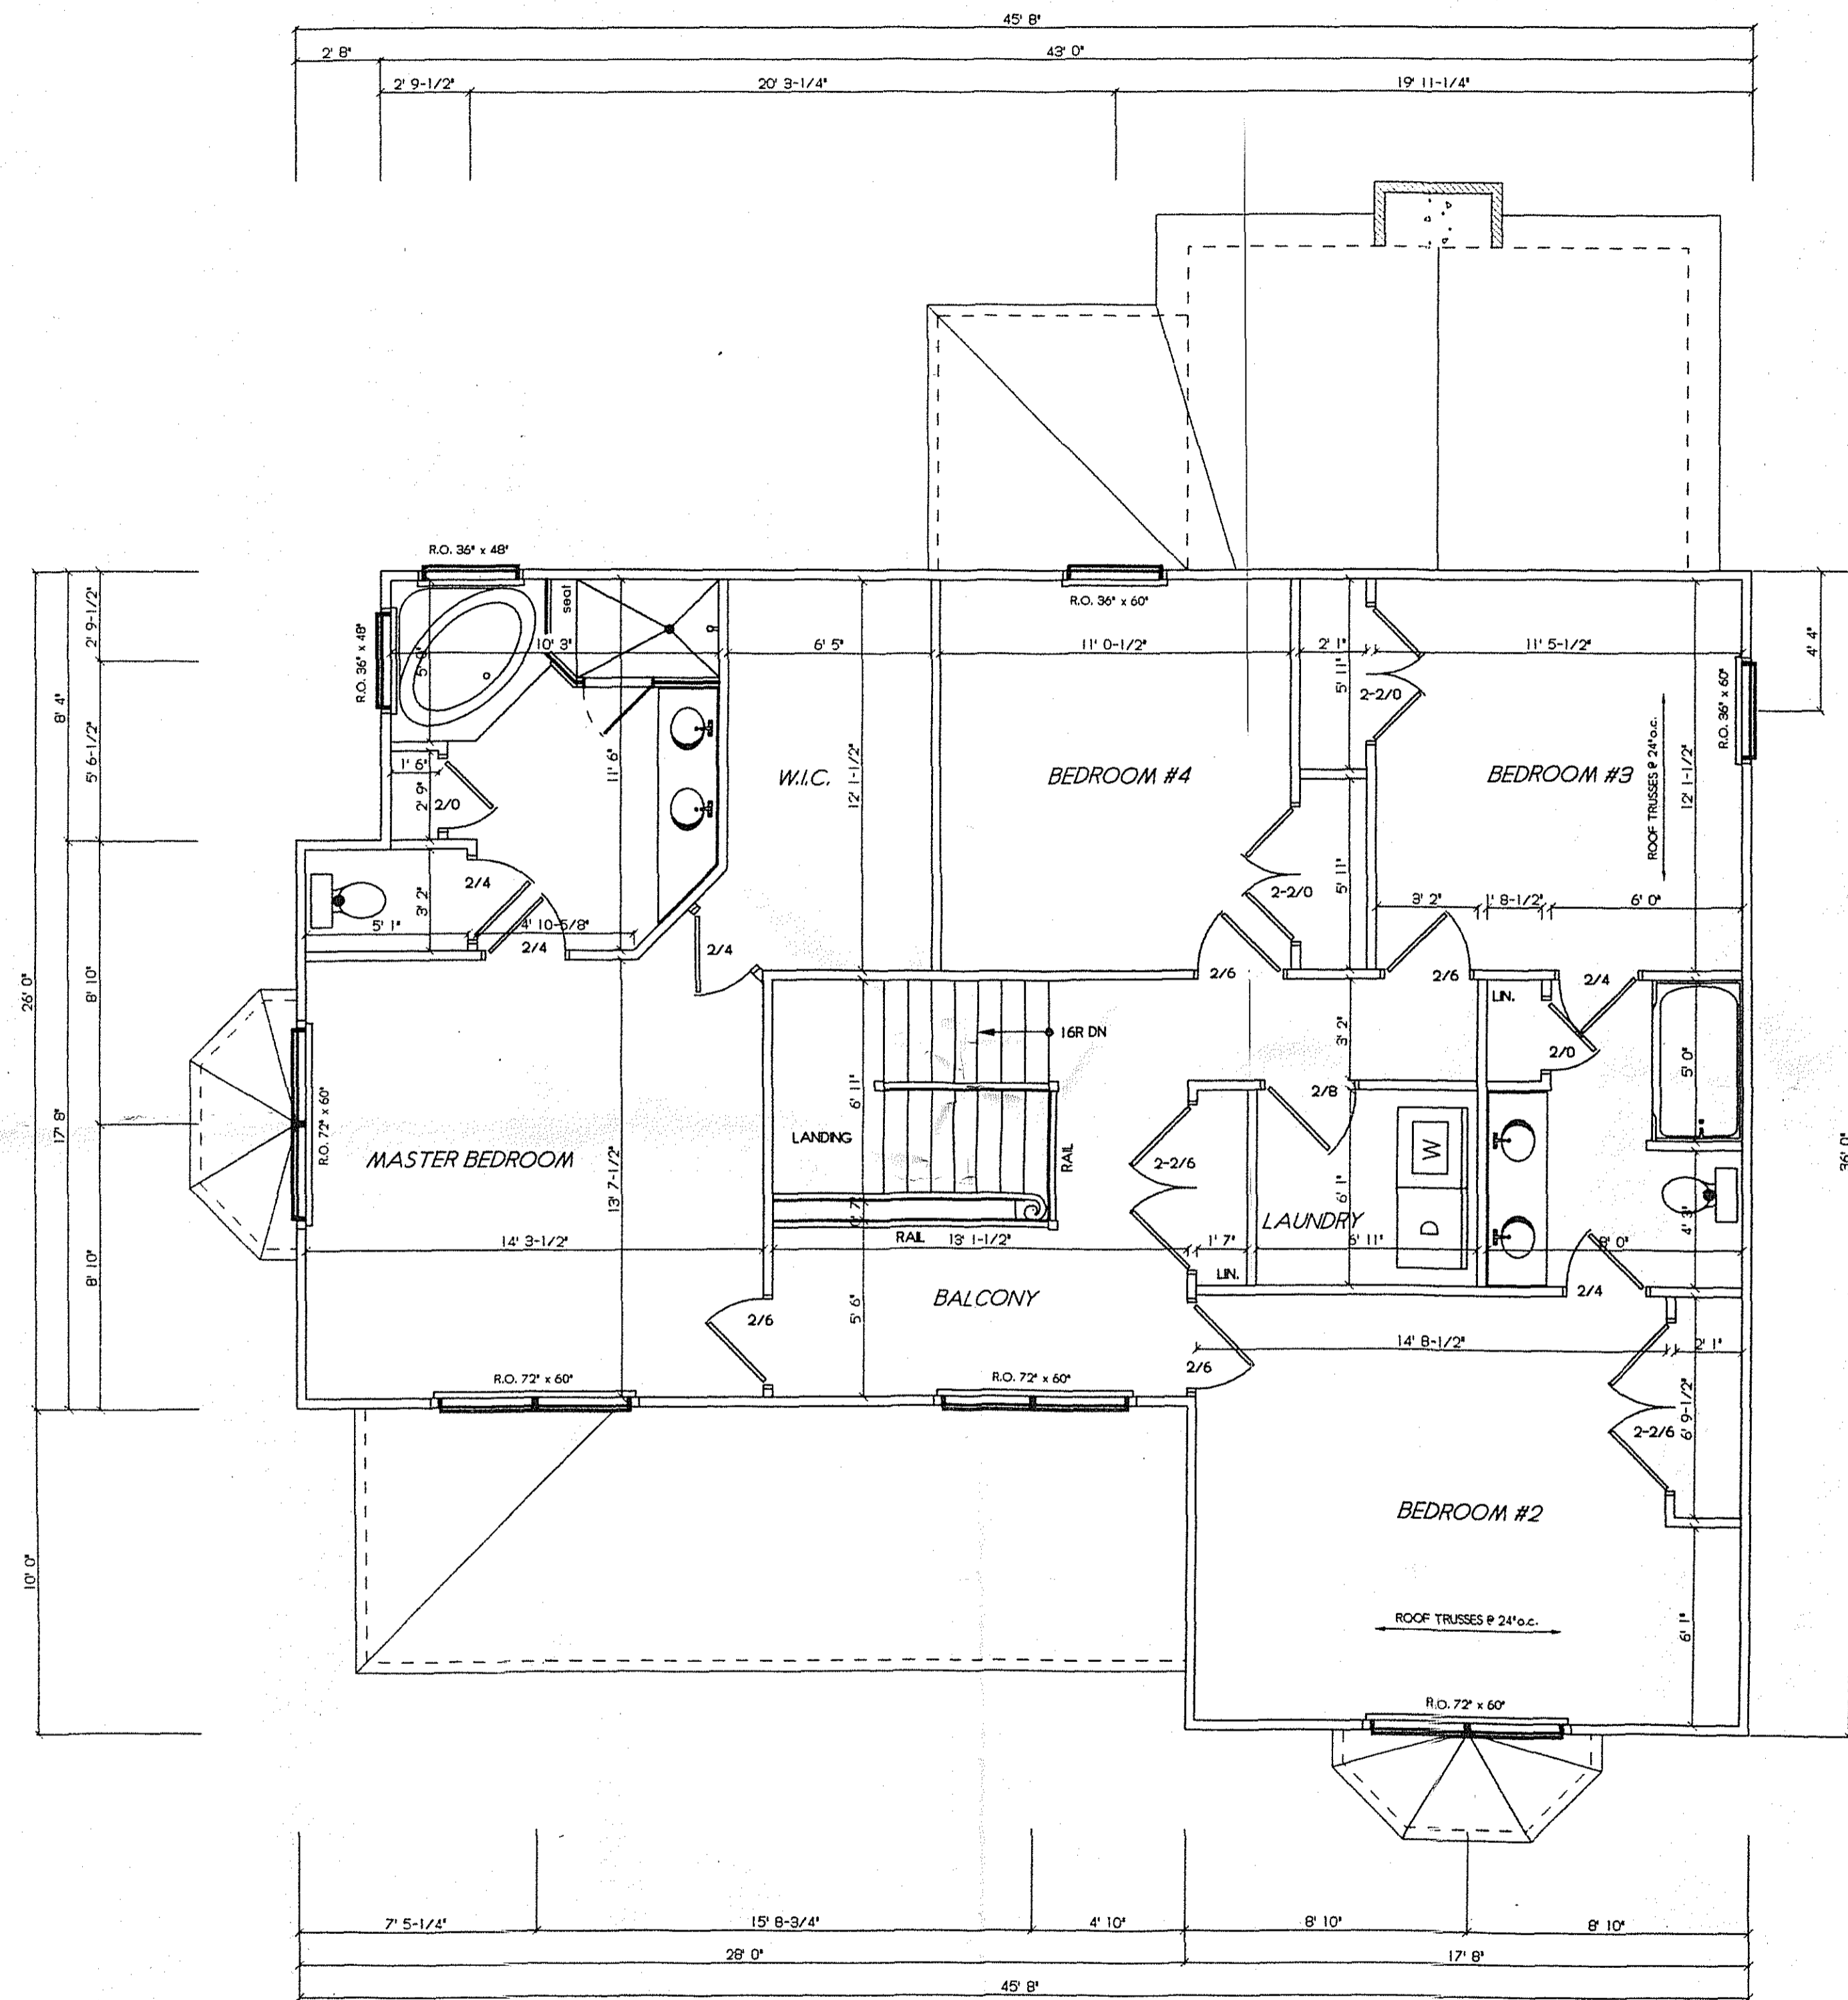 45' 8"
2' 8"
43' 0"
2' 9-1/2"
20' 3-1/4"
19' 11-1/4"
R.O. 36" x 48"
R.O. 36" x 60"
seat
R.O. 36" x 48"
10' 3"
6' 5"
11' 0-1/2"
2' 1"
11' 5-1/2"
2' 9-1/2"
8' 4"
5' 6-1/2"
5' 0"
5' 11"
2-2/0
R.O. 36" x 60"
4' 4"
ROOF TRUSSES @ 24"o.c.
1' 6"
2' 9"
2/0
11' 6"
W.I.C.
12' 1-1/2"
BEDROOM #4
BEDROOM #3
12' 1-1/2"
2/4
3' 2"
5' 1"
4' 10-5/8"
2/4
2/4
2-2/0
5' 11"
1' 8-1/2"
6' 0"
2/6
2/6
2/4
LIN.
26' 0"
8' 10"
17' 8"
16R DN
3' 2"
2/0
5' 0"
2/8
6' 11"
R.O. 72" x 60"
LANDING
RAIL
MASTER BEDROOM
13' 7-1/2"
2-2/6
W
D
6' 1"
LAUNDRY
4' 3"
36' 0"
14' 3-1/2"
RAIL
13' 1-1/2"
1' 7"
6' 11"
8' 0"
LIN.
8' 10"
BALCONY
5' 6"
2/6
2/4
14' 8-1/2"
2' 1"
2/6
R.O. 72" x 60"
R.O. 72" x 60"
6' 9-1/2"
2-2/6
BEDROOM #2
10' 0"
ROOF TRUSSES @ 24"o.c.
6' 1"
R.O. 72" x 60"
7' 5-1/4"
15' 8-3/4"
4' 10"
8' 10"
8' 10"
28' 0"
17' 8"
45' 8"